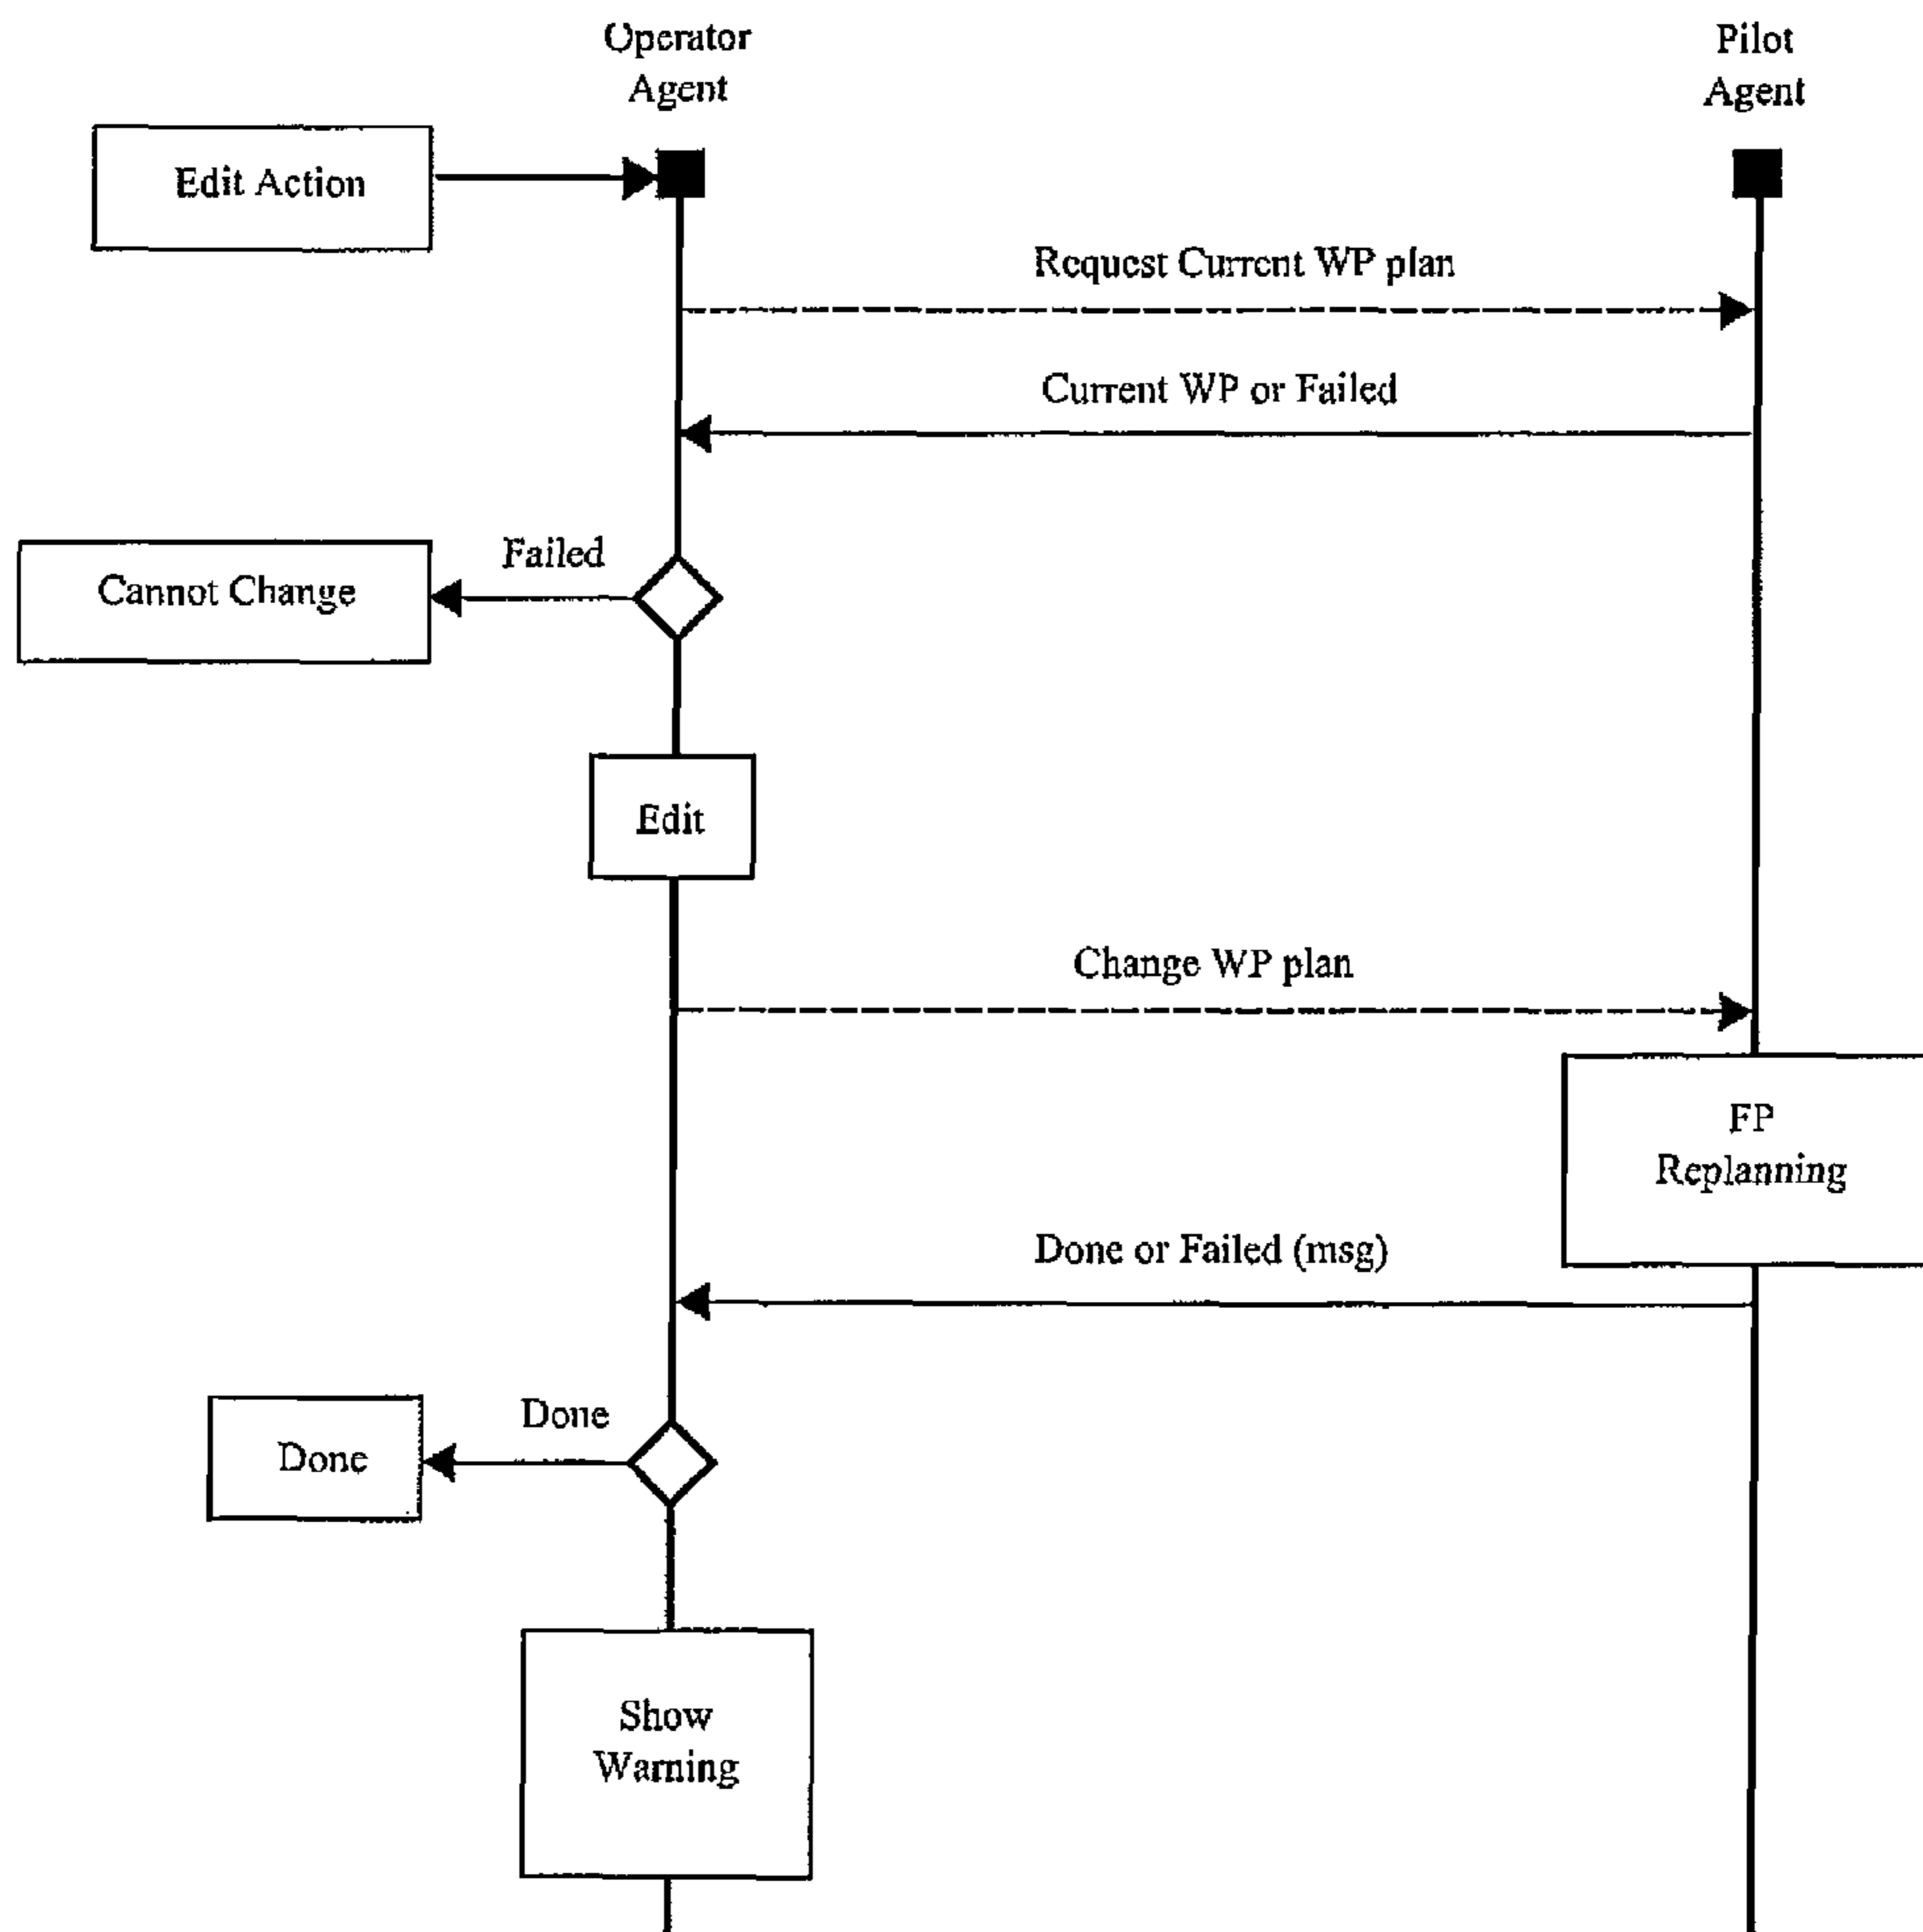 Operator
Agent
Pilot
Agent
Edit Action
Request Current WP plan
Current WP or Failed
Failed
Cannot Change
Edit
Change WP plan
FP
Replanning
Done or Failed (msg)
Done
Done
Show
Warning